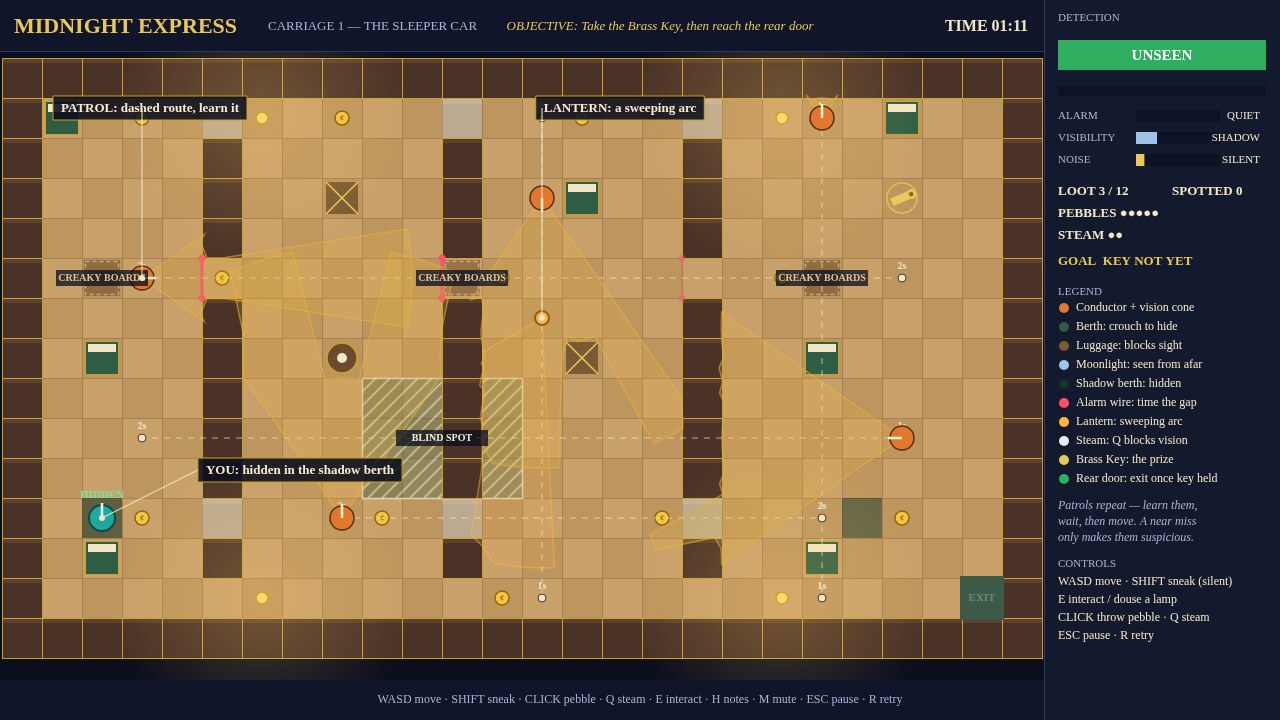 MIDNIGHT EXPRESS
CARRIAGE 1 — THE SLEEPER CAR
OBJECTIVE: Take the Brass Key, then reach the rear door
TIME 01:11
PATROL: dashed route, learn it
LANTERN: a sweeping arc
CREAKY BOARDS
CREAKY BOARDS
CREAKY BOARDS
2s
2s
BLIND SPOT
YOU: hidden in the shadow berth
HIDDEN
2s
1s
1s
EXIT
DETECTION
UNSEEN
ALARM QUIET
VISIBILITY SHADOW
NOISE SILENT
LOOT 3 / 12 SPOTTED 0
PEBBLES ●●●●●
STEAM ●●
GOAL KEY NOT YET
LEGEND
Conductor + vision cone
Berth: crouch to hide
Luggage: blocks sight
Moonlight: seen from afar
Shadow berth: hidden
Alarm wire: time the gap
Lantern: sweeping arc
Steam: Q blocks vision
Brass Key: the prize
Rear door: exit once key held
Patrols repeat — learn them,
wait, then move. A near miss
only makes them suspicious.
CONTROLS
WASD move · SHIFT sneak (silent)
E interact / douse a lamp
CLICK throw pebble · Q steam
ESC pause · R retry
WASD move · SHIFT sneak · CLICK pebble · Q steam · E interact · H notes · M mute · ESC pause · R retry